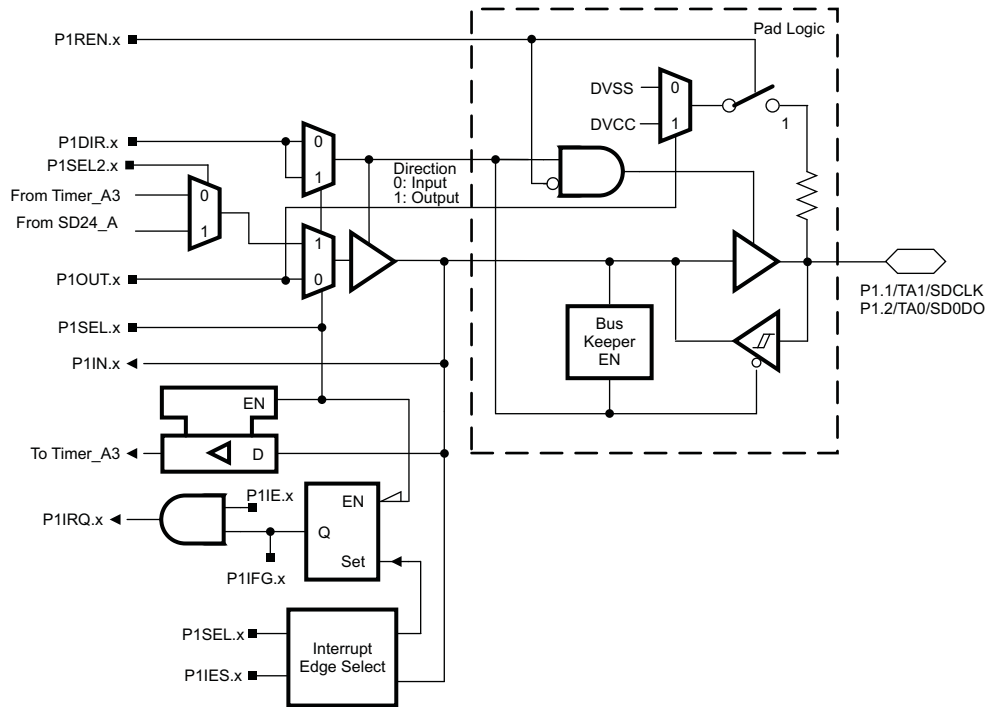 P1REN.x
Pad Logic
DVSS
0
DVCC
1
1
P1DIR.x
0
1
P1SEL2.x
Direction
0: Input
1: Output
From Timer_A3
0
From SD24_A
1
1
0
P1OUT.x
P1.1/TA1/SDCLK
P1.2/TA0/SD0DO
P1SEL.x
Bus
Keeper
EN
P1IN.x
EN
To Timer_A3
D
P1IE.x
EN
P1IRQ.x
Q
Set
P1IFG.x
P1SEL.x
Interrupt
Edge Select
P1IES.x